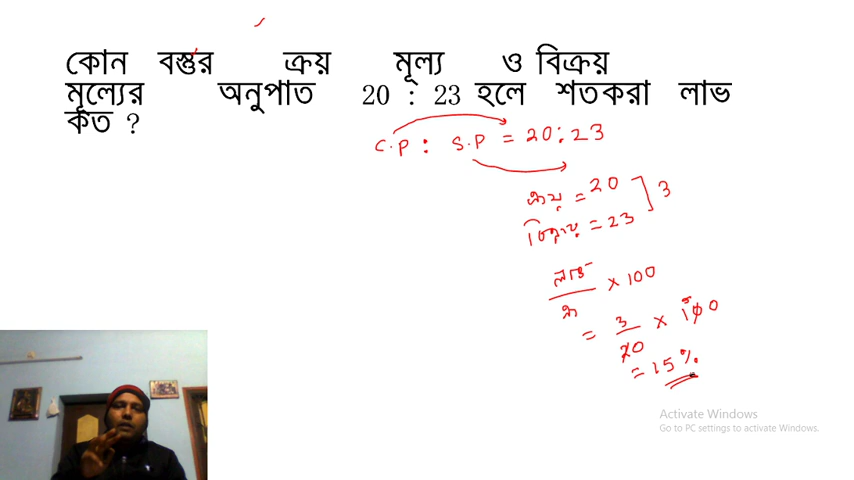 কোন বস্তুর ক্রয় মূল্য ও বিক্রয়
মূল্যের অনুপাত 20 : 23 হলে শতকরা লাভ
কত ?
C.P : S.P = 20:23
ক্রয় = 20
3
বিক্রয় = 23
লাভ
× 100
ক্র
= 3/20 × 100
= 15%
Activate Windows
Go to PC settings to activate Windows.